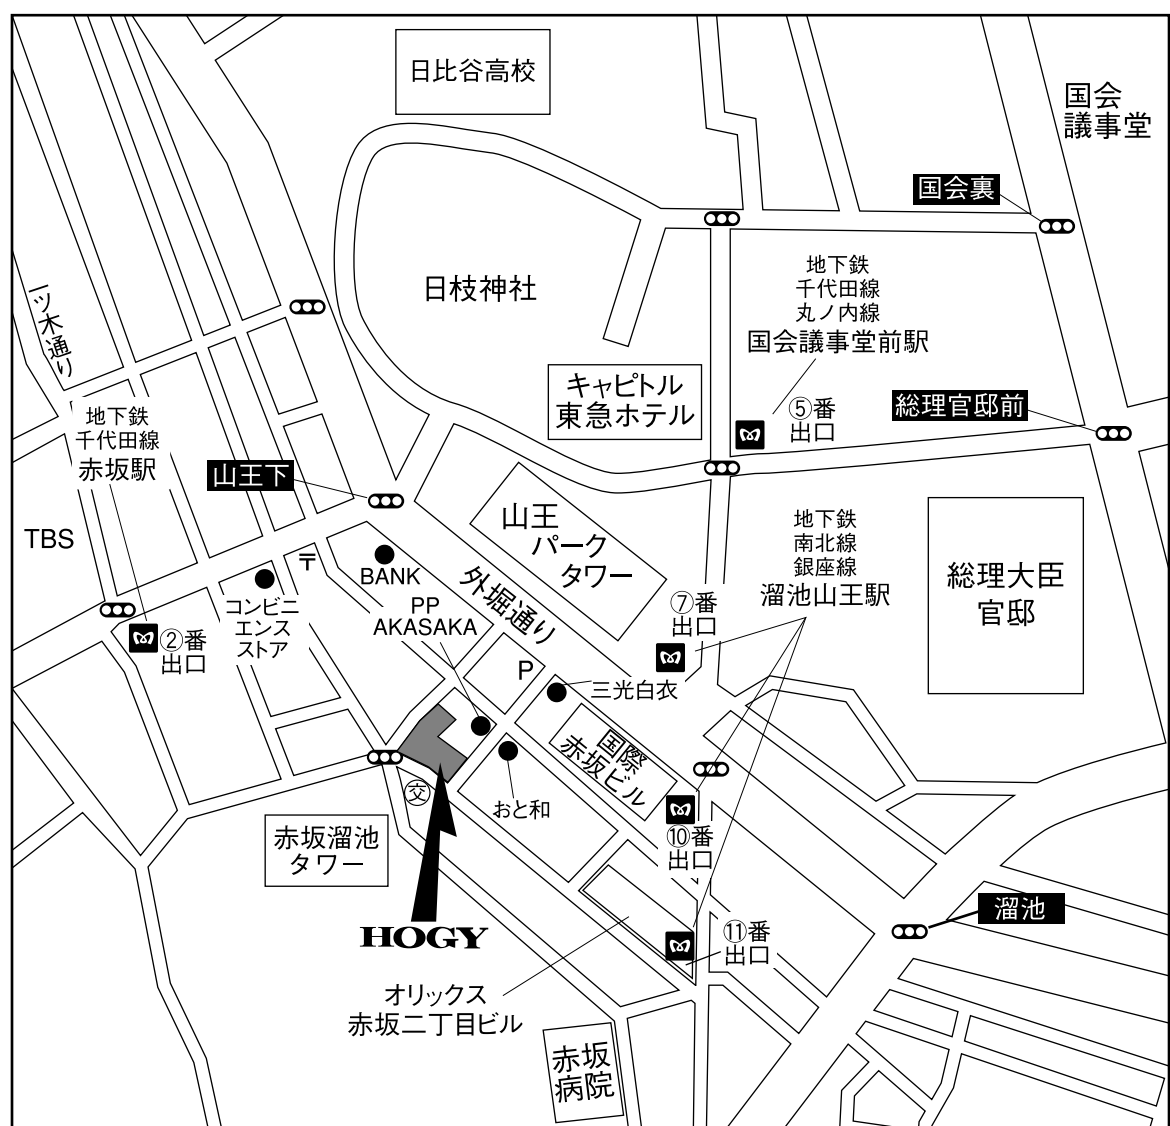 日比谷高校
国会
議事堂
国会裏
日枝神社
地下鉄
千代田線
丸ノ内線
国会議事堂前駅
一ツ木通り
キャピトル
東急ホテル
⑤番
出口
総理官邸前
地下鉄
千代田線
赤坂駅
山王下
TBS
山王
パーク
タワー
地下鉄
南北線
銀座線
溜池山王駅
総理大臣
官邸
〒
BANK
外堀通り
コンビニ
エンス
ストア
PP
AKASAKA
⑦番
出口
②番
出口
P
三光白衣
国際
赤坂ビル
交
おと和
⑩番
出口
赤坂溜池
タワー
HOGY
溜池
⑪番
出口
オリックス
赤坂二丁目ビル
赤坂
病院